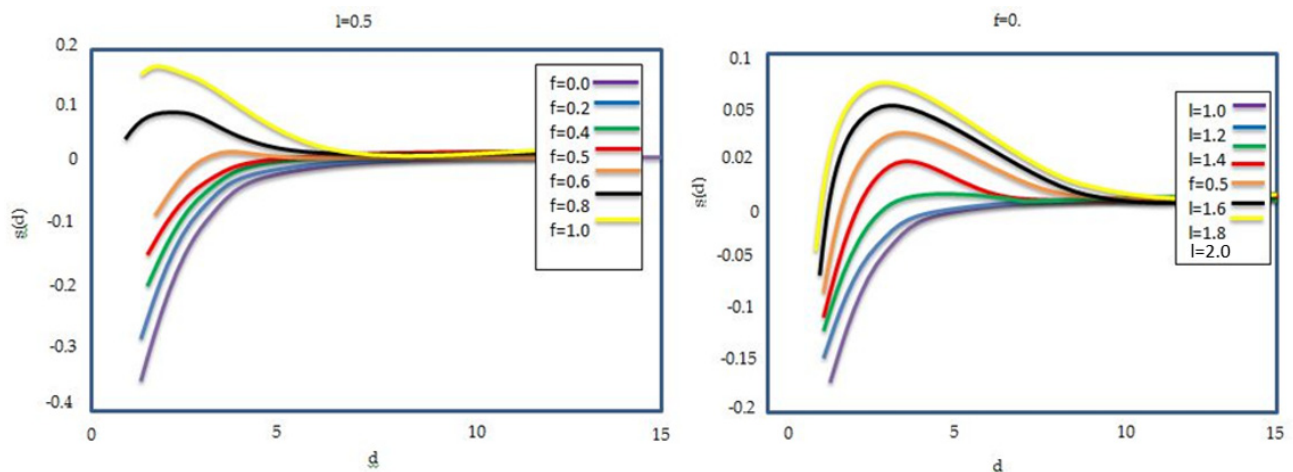 l=0.5
0.2
0.1
0
-0.1
-0.2
-0.3
-0.4
s(d)
0
5
10
15
d
f=0.0
f=0.2
f=0.4
f=0.5
f=0.6
f=0.8
f=1.0
f=0.
0.1
0.05
0.02
0
-0.05
-0.1
-0.15
-0.2
s(d)
0
5
10
15
d
l=1.0
l=1.2
l=1.4
f=0.5
l=1.6
l=1.8
l=2.0